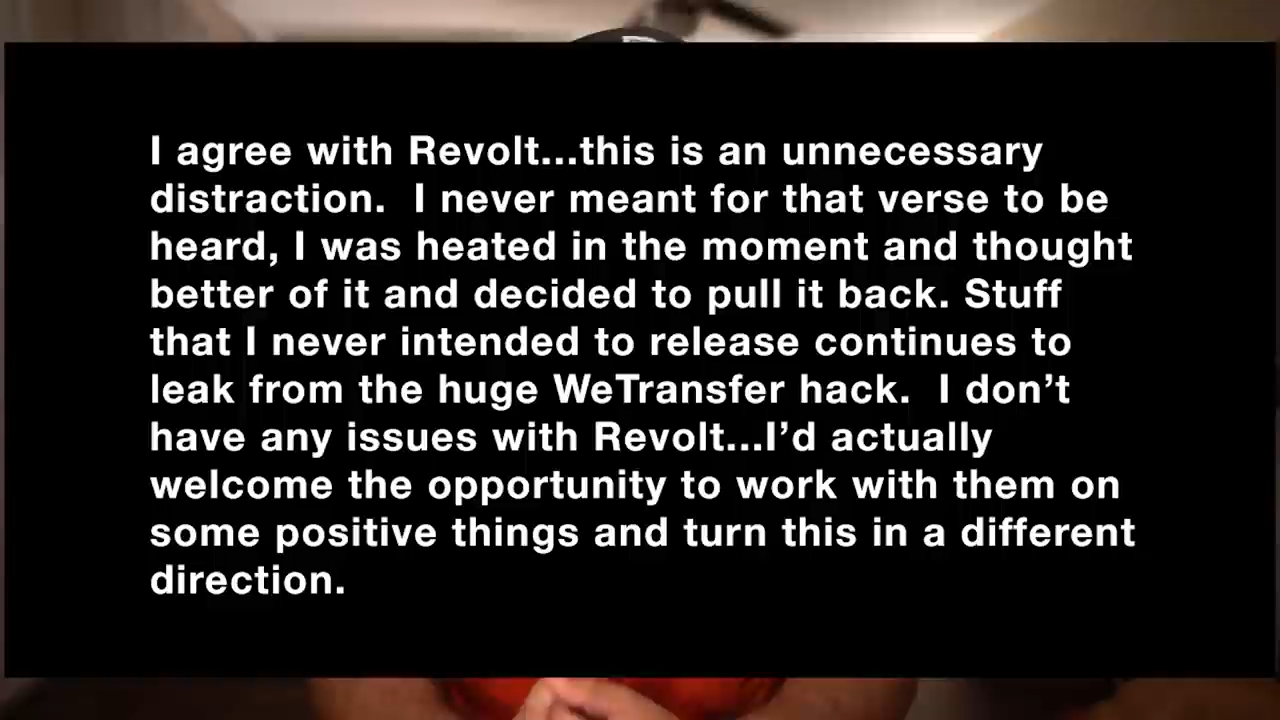 I agree with Revolt...this is an unnecessary
distraction.  I never meant for that verse to be
heard, I was heated in the moment and thought
better of it and decided to pull it back. Stuff
that I never intended to release continues to
leak from the huge WeTransfer hack.  I don’t
have any issues with Revolt...I’d actually
welcome the opportunity to work with them on
some positive things and turn this in a different
direction.